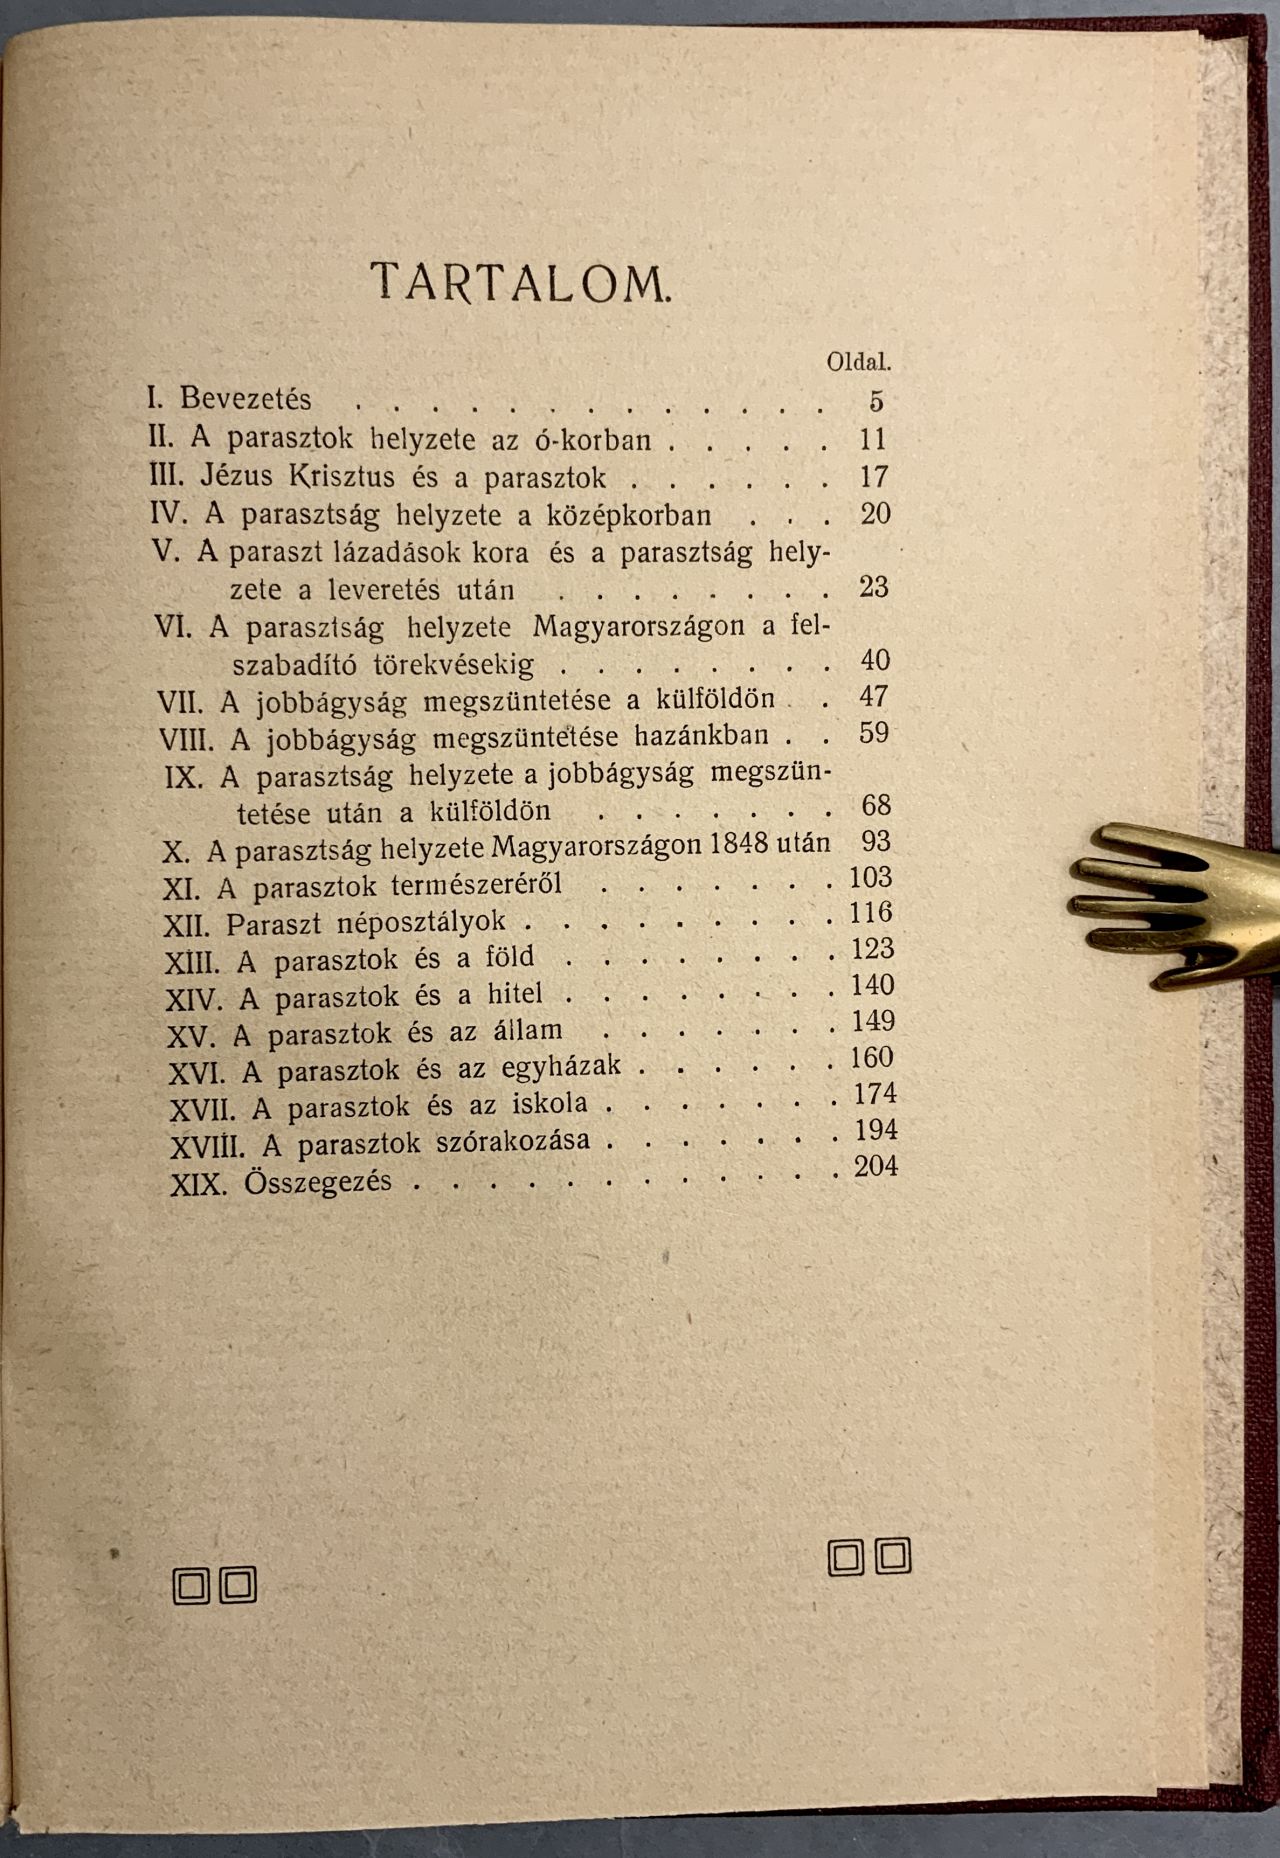 TARTALOM.
Oldal.
I. Bevezetés . . . . . . . . . . . . . 5
II. A parasztok helyzete az ó-korban . . . . . 11
III. Jézus Krisztus és a parasztok . . . . . . 17
IV. A parasztság helyzete a középkorban . . . 20
V. A paraszt lázadások kora és a parasztság hely-
zete a leveretés után . . . . . . . . 23
VI. A parasztság helyzete Magyarországon a fel-
szabadító törekvésekig . . . . . . . . 40
VII. A jobbágyság megszüntetése a külföldön . . 47
VIII. A jobbágyság megszüntetése hazánkban . . 59
IX. A parasztság helyzete a jobbágyság megszün-
tetése után a külföldön . . . . . . . 68
X. A parasztság helyzete Magyarországon 1848 után 93
XI. A parasztok természeréről . . . . . . . 103
XII. Paraszt néposztályok . . . . . . . . . 116
XIII. A parasztok és a föld . . . . . . . . 123
XIV. A parasztok és a hitel . . . . . . . . 140
XV. A parasztok és az állam . . . . . . . 149
XVI. A parasztok és az egyházak . . . . . . 160
XVII. A parasztok és az iskola . . . . . . . 174
XVIII. A parasztok szórakozása . . . . . . . 194
XIX. Összegezés . . . . . . . . . . . . 204